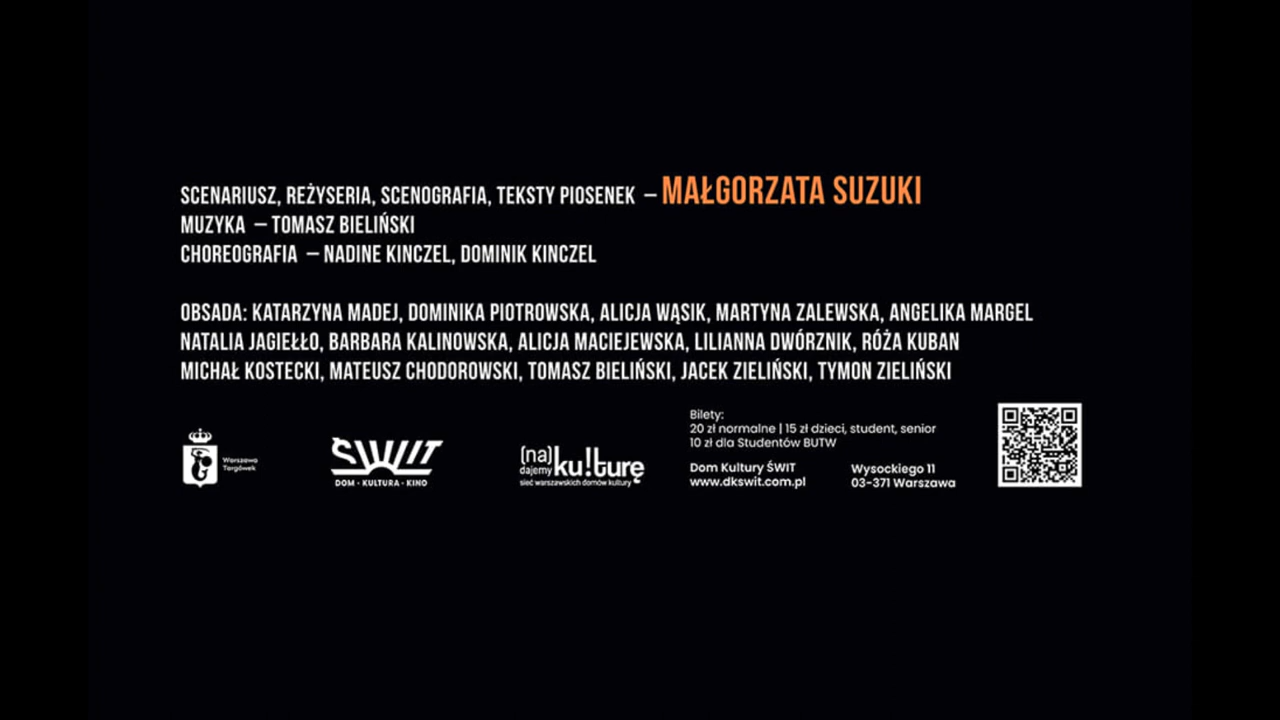 SCENARIUSZ, REŻYSERIA, SCENOGRAFIA, TEKSTY PIOSENEK – MAŁGORZATA SUZUKI
MUZYKA – TOMASZ BIELIŃSKI
CHOREOGRAFIA – NADINE KINCZEL, DOMINIK KINCZEL
OBSADA: KATARZYNA MADEJ, DOMINIKA PIOTROWSKA, ALICJA WĄSIK, MARTYNA ZALEWSKA, ANGELIKA MARGEL
NATALIA JAGIEŁŁO, BARBARA KALINOWSKA, ALICJA MACIEJEWSKA, LILIANNA DWÓRZNIK, RÓŻA KUBAN
MICHAŁ KOSTECKI, MATEUSZ CHODOROWSKI, TOMASZ BIELIŃSKI, JACEK ZIELIŃSKI, TYMON ZIELIŃSKI
Warszawa
Targówek
ŚWIT
DOM · KULTURA · KINO
(na)
dajemy ku!turę
sieć warszawskich domów kultury
Bilety:
20 zł normalne | 15 zł dzieci, student, senior
10 zł dla Studentów BUTW
Dom Kultury ŚWIT
www.dkswit.com.pl
Wysockiego 11
03-371 Warszawa